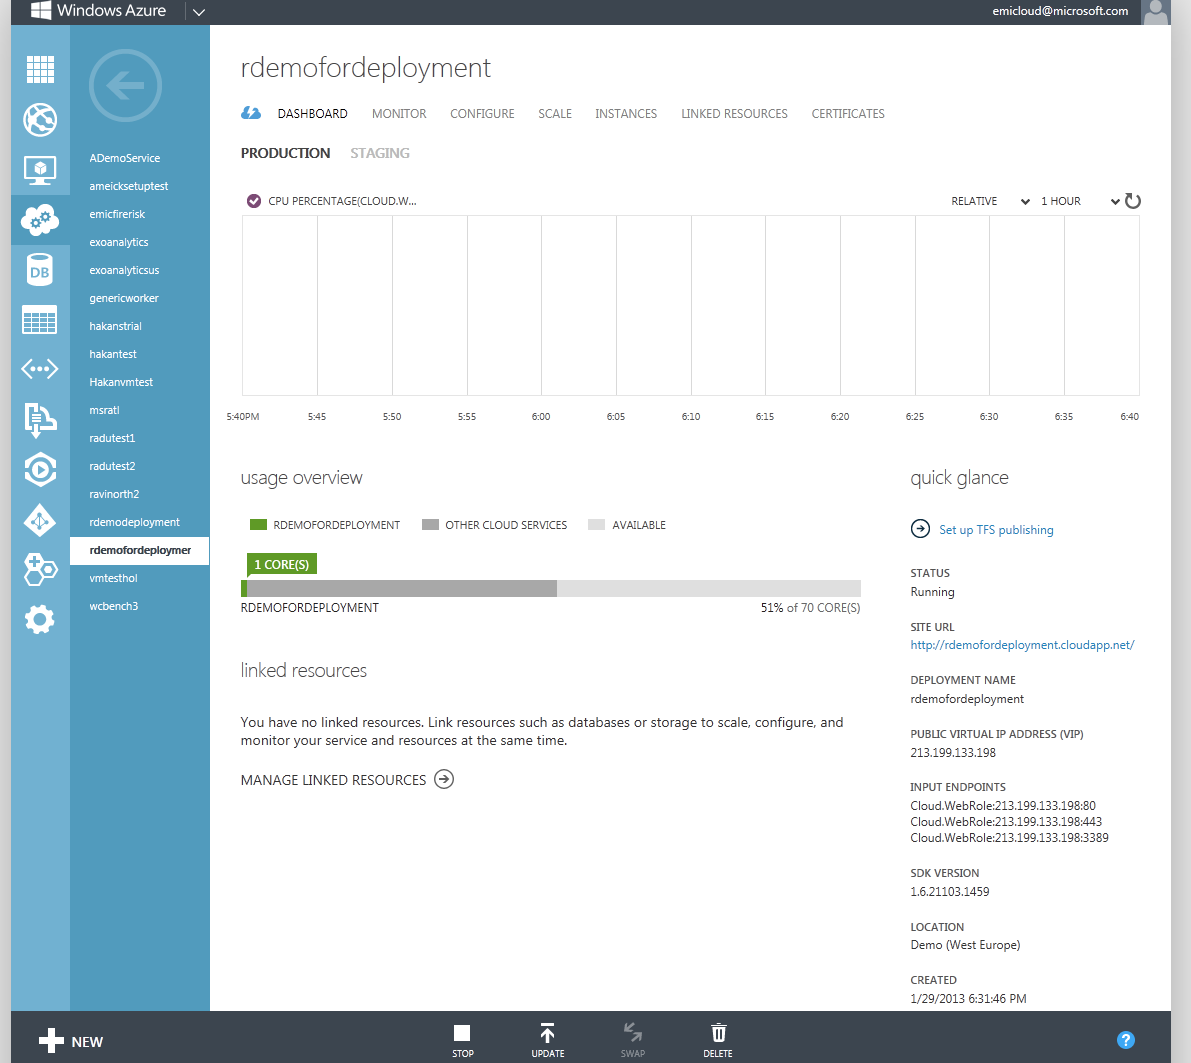 Windows Azure
emicloud@microsoft.com
ADemoService
ameicksetuptest
emicfirerisk
exoanalytics
exoanalyticsus
genericworker
hakanstrial
hakantest
Hakanvmtest
msratl
radutest1
radutest2
ravinorth2
rdemodeployment
rdemofordeploymer
vmtesthol
wcbench3
DB
rdemofordeployment
DASHBOARD MONITOR CONFIGURE SCALE INSTANCES LINKED RESOURCES CERTIFICATES
PRODUCTION STAGING
CPU PERCENTAGE(CLOUD.W... RELATIVE 1 HOUR
5:40PM 5:45 5:50 5:55 6:00 6:05 6:10 6:15 6:20 6:25 6:30 6:35 6:40
usage overview
RDEMOFORDEPLOYMENT OTHER CLOUD SERVICES AVAILABLE
1 CORE(S)
RDEMOFORDEPLOYMENT 51% of 70 CORE(S)
linked resources
You have no linked resources. Link resources such as databases or storage to scale, configure, and
monitor your service and resources at the same time.
MANAGE LINKED RESOURCES
quick glance
Set up TFS publishing
STATUS
Running
SITE URL
http://rdemofordeployment.cloudapp.net/
DEPLOYMENT NAME
rdemofordeployment
PUBLIC VIRTUAL IP ADDRESS (VIP)
213.199.133.198
INPUT ENDPOINTS
Cloud.WebRole:213.199.133.198:80
Cloud.WebRole:213.199.133.198:443
Cloud.WebRole:213.199.133.198:3389
SDK VERSION
1.6.21103.1459
LOCATION
Demo (West Europe)
CREATED
1/29/2013 6:31:46 PM
NEW
STOP UPDATE SWAP DELETE
?